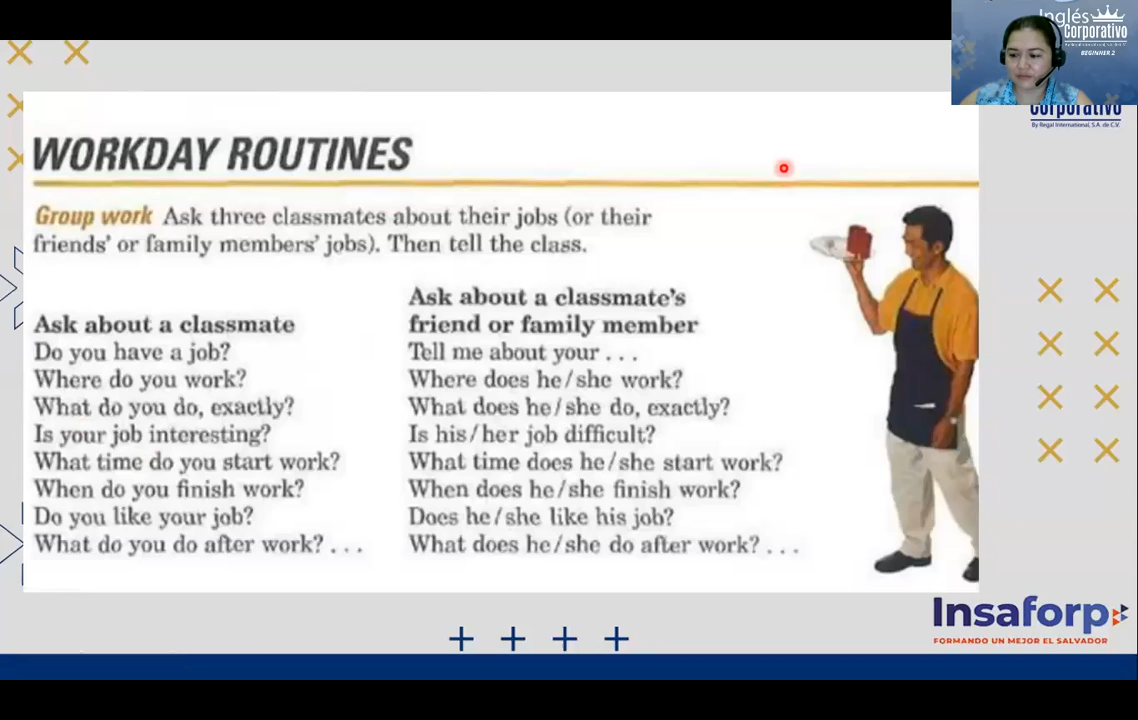 Inglés
Corporativo
BEGINNER 2
Corporativo
By Regal International, S.A. de C.V.
WORKDAY ROUTINES
Group work Ask three classmates about their jobs (or their
friends' or family members' jobs). Then tell the class.
Ask about a classmate
Do you have a job?
Where do you work?
What do you do, exactly?
Is your job interesting?
What time do you start work?
When do you finish work?
Do you like your job?
What do you do after work? . . .
Ask about a classmate's
friend or family member
Tell me about your . . .
Where does he/she work?
What does he/she do, exactly?
Is his/her job difficult?
What time does he/she start work?
When does he/she finish work?
Does he/she like his job?
What does he/she do after work? . . .
Insaforp
FORMANDO UN MEJOR EL SALVADOR